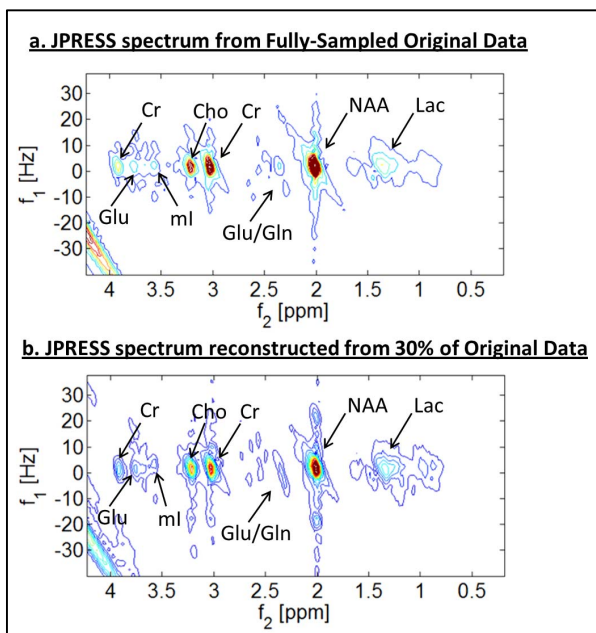 a. JPRESS spectrum from Fully-Sampled Original Data
30
20
10
0
-10
-20
-30
f1 [Hz]
Cr
Cho
Cr
NAA
Lac
Glu
mI
Glu/Gln
4
3.5
3
2.5
2
1.5
1
0.5
f2 [ppm]
b. JPRESS spectrum reconstructed from 30% of Original Data
30
20
10
0
-10
-20
-30
f1 [Hz]
Cr
Cho
Cr
NAA
Lac
Glu
mI
Glu/Gln
4
3.5
3
2.5
2
1.5
1
0.5
f2 [ppm]